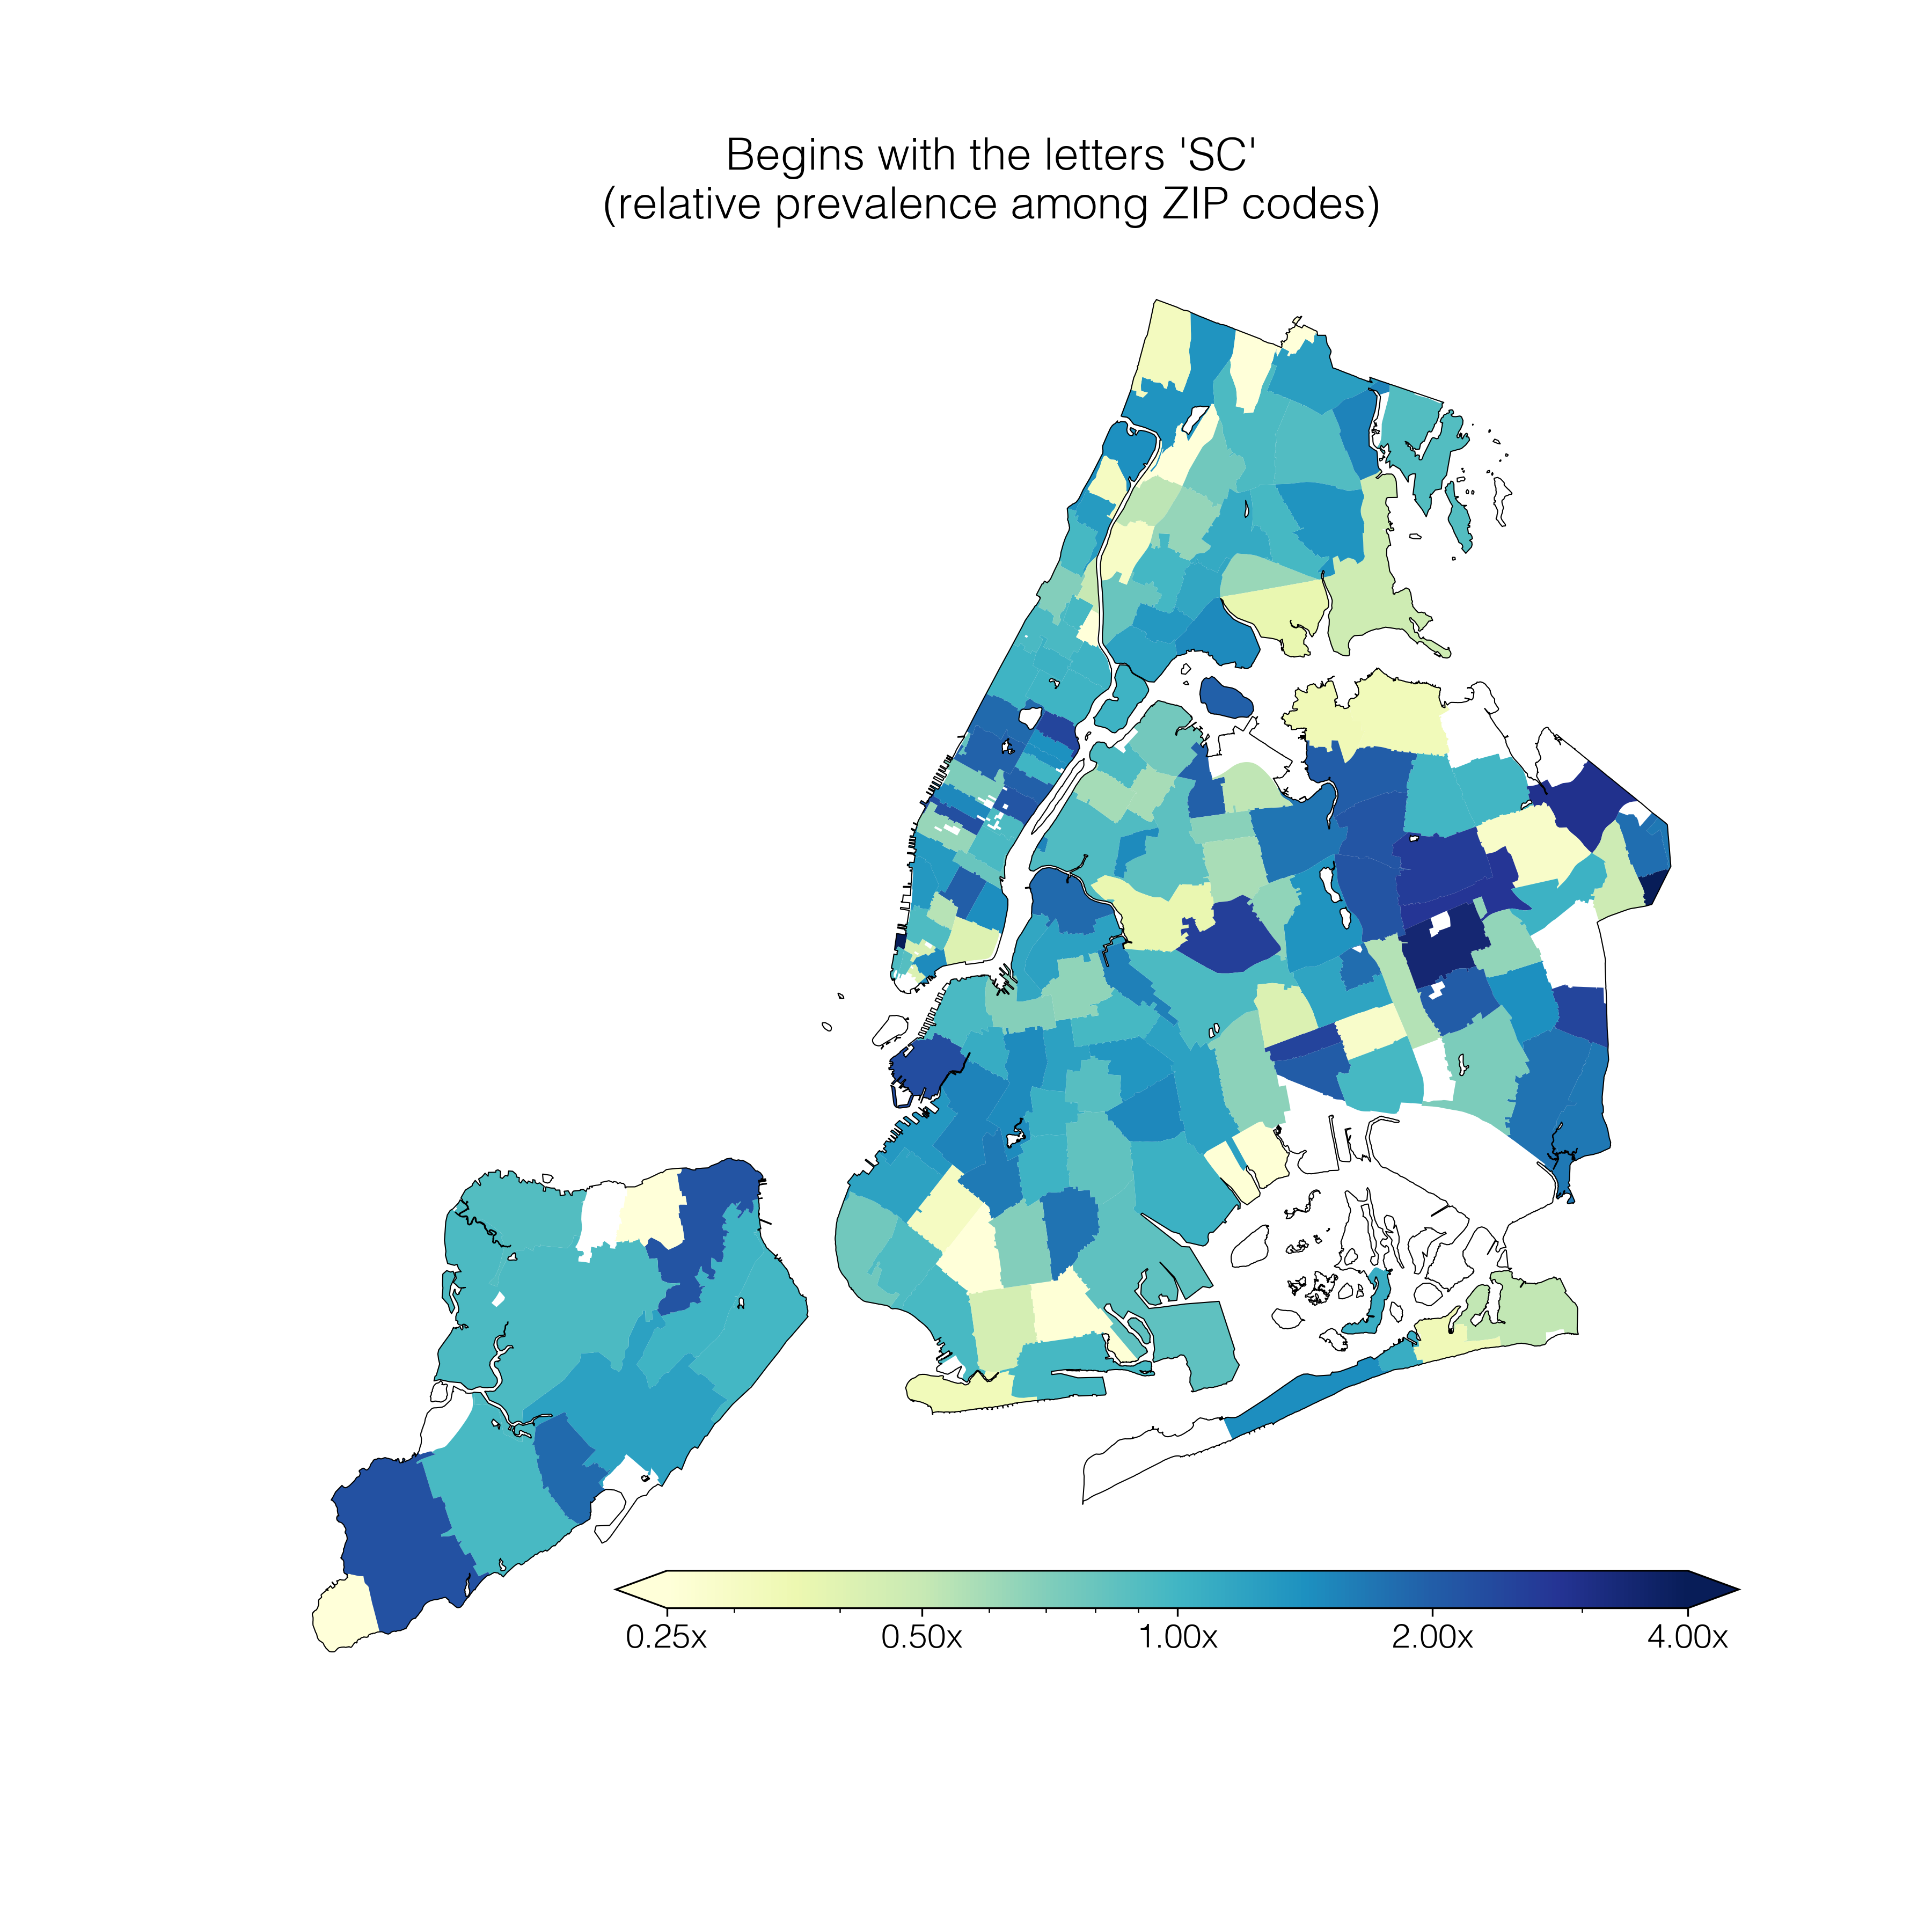 Begins with the letters 'SC'
(relative prevalence among ZIP codes)
0.25x 0.50x 1.00x 2.00x 4.00x